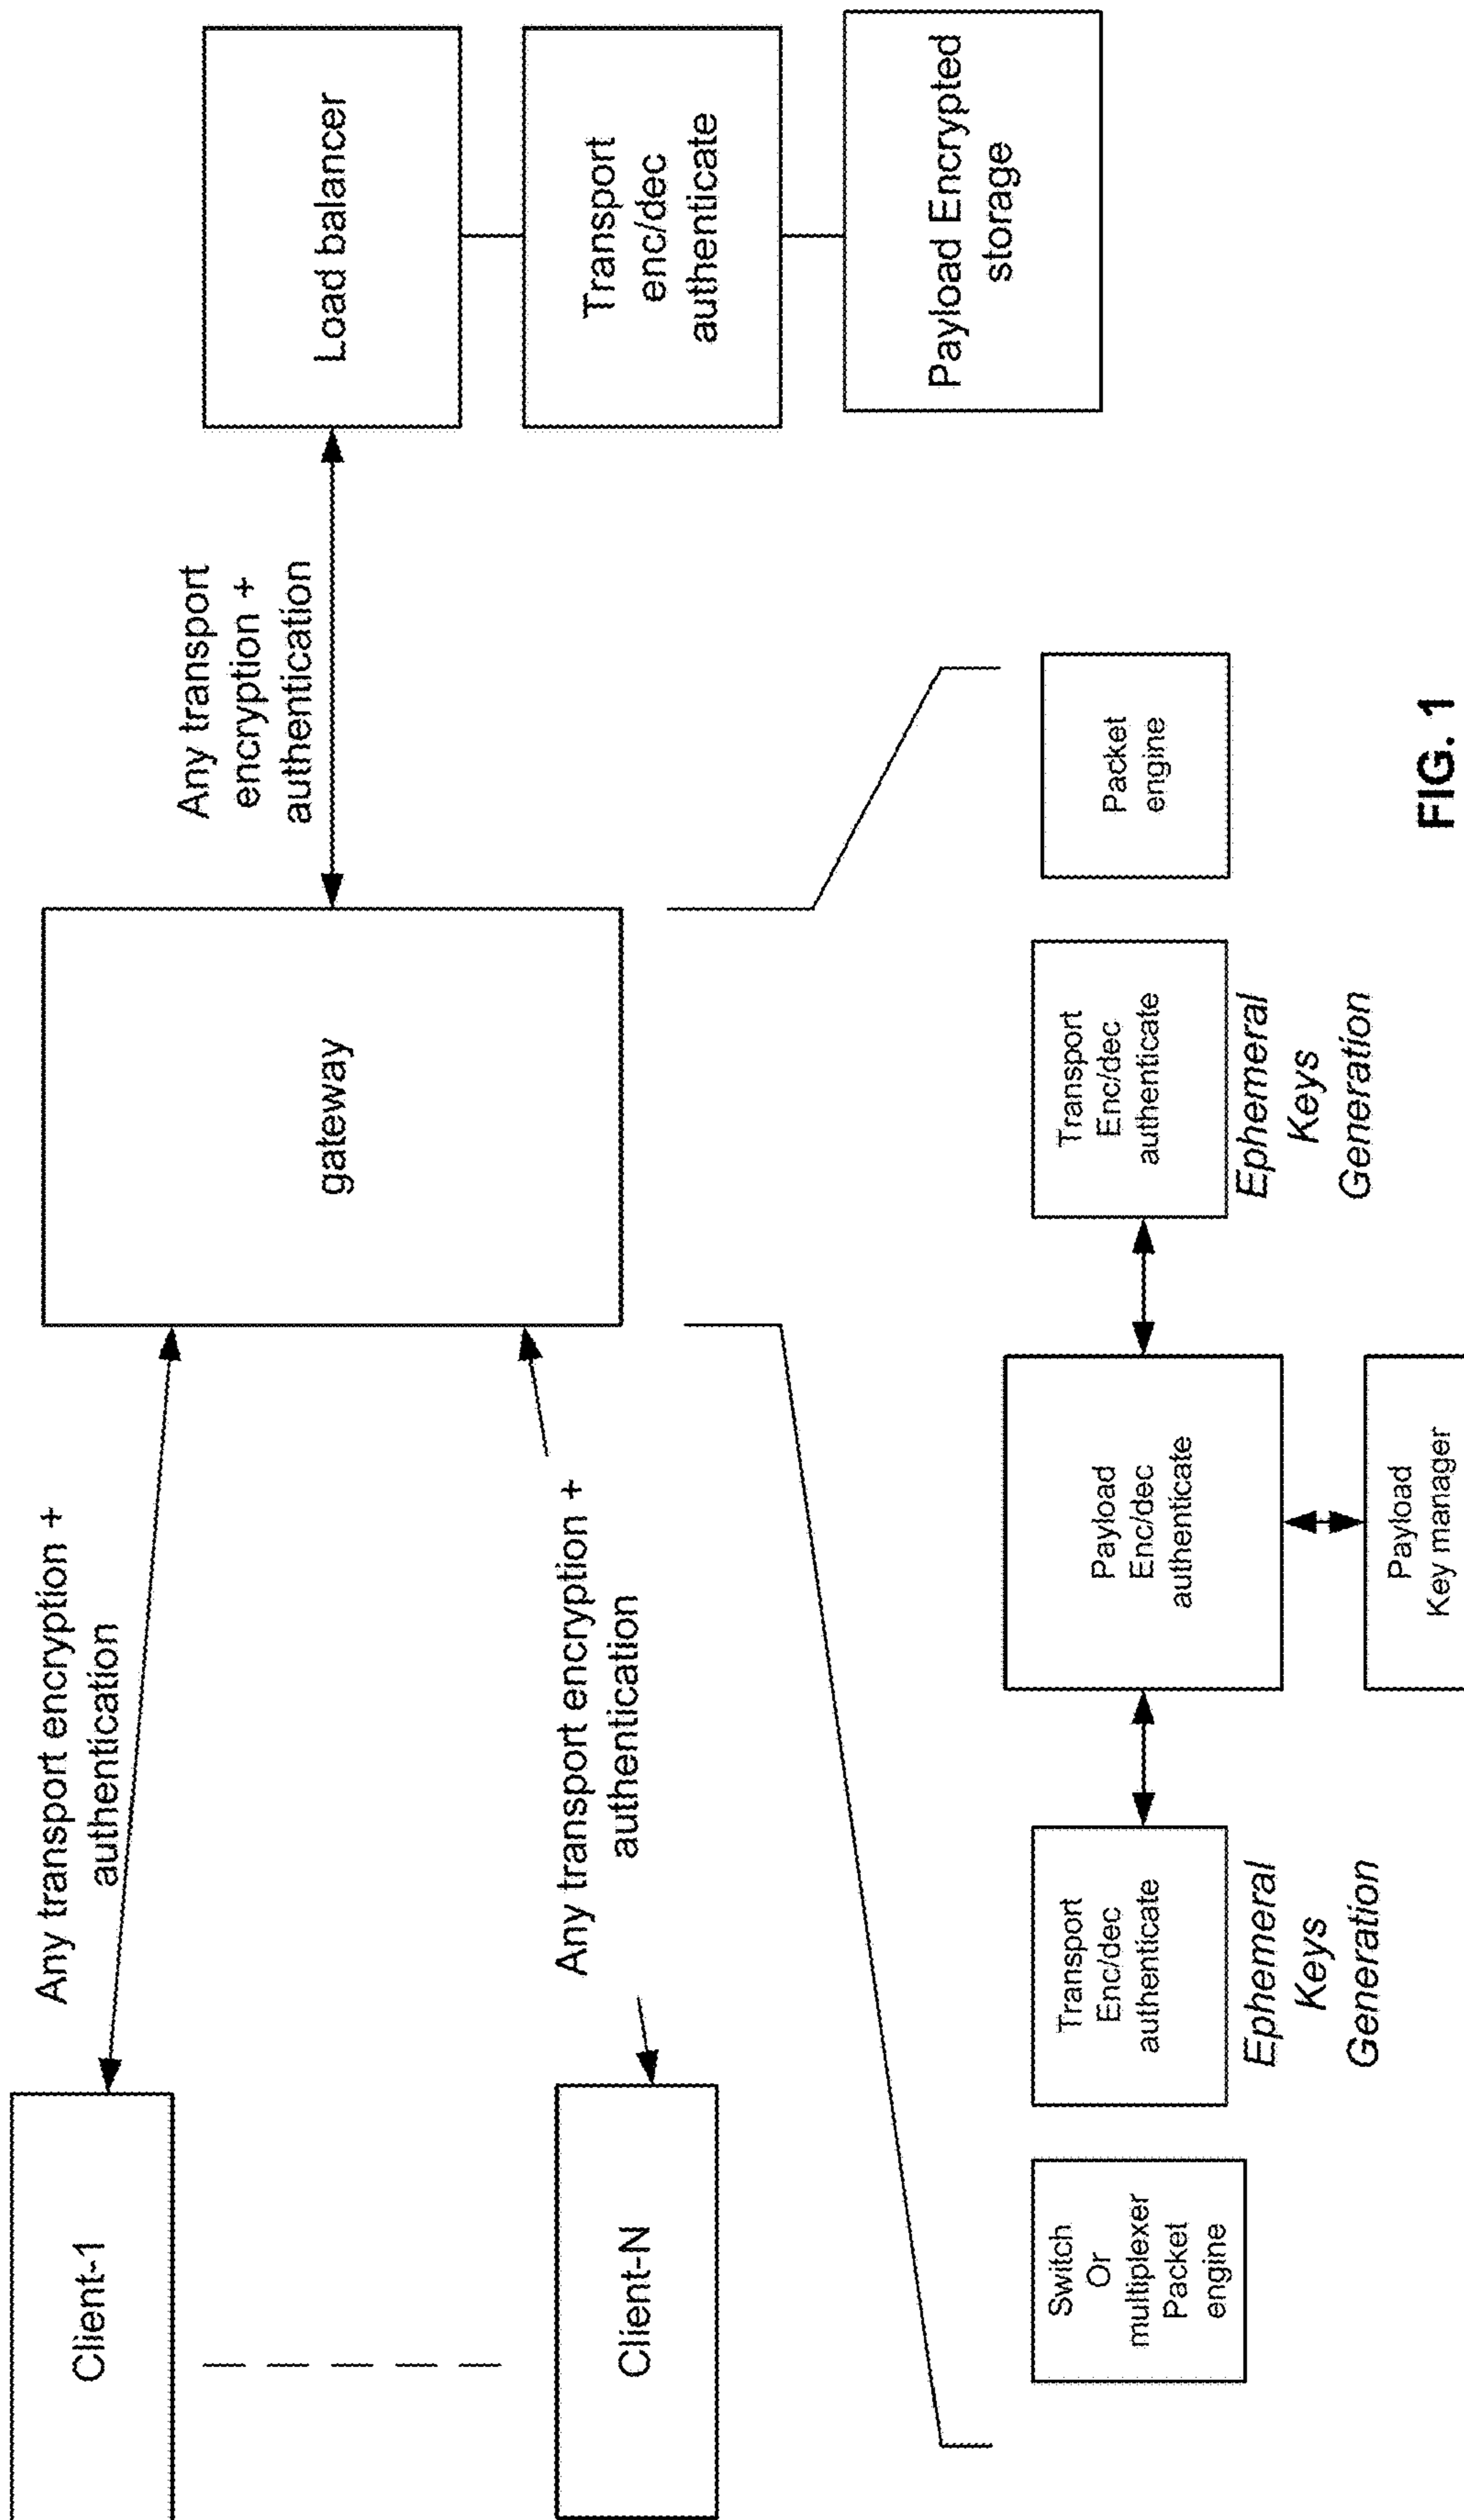 Client-1
Any transport encryption +
authentication
gateway
Any transport
encryption +
authentication
Load balancer
Transport
enc/dec
authenticate
Payload Encrypted
storage
Client-N
Any transport encryption +
authentication
Switch
Or
multiplexer
Packet
engine
Transport
Enc/dec
authenticate
Ephemeral
Keys
Generation
Payload
Enc/dec
authenticate
Payload
Key manager
Transport
Enc/dec
authenticate
Ephemeral
Keys
Generation
Packet
engine
FIG. 1